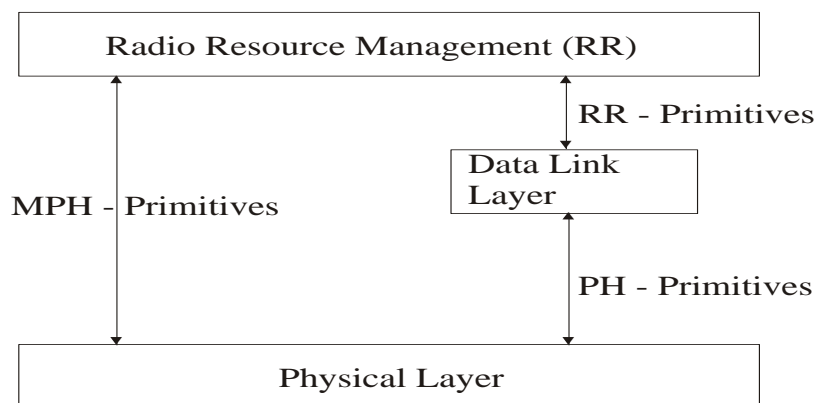 Radio Resource Management (RR)
RR - Primitives
Data Link
Layer
MPH - Primitives
PH - Primitives
Physical Layer